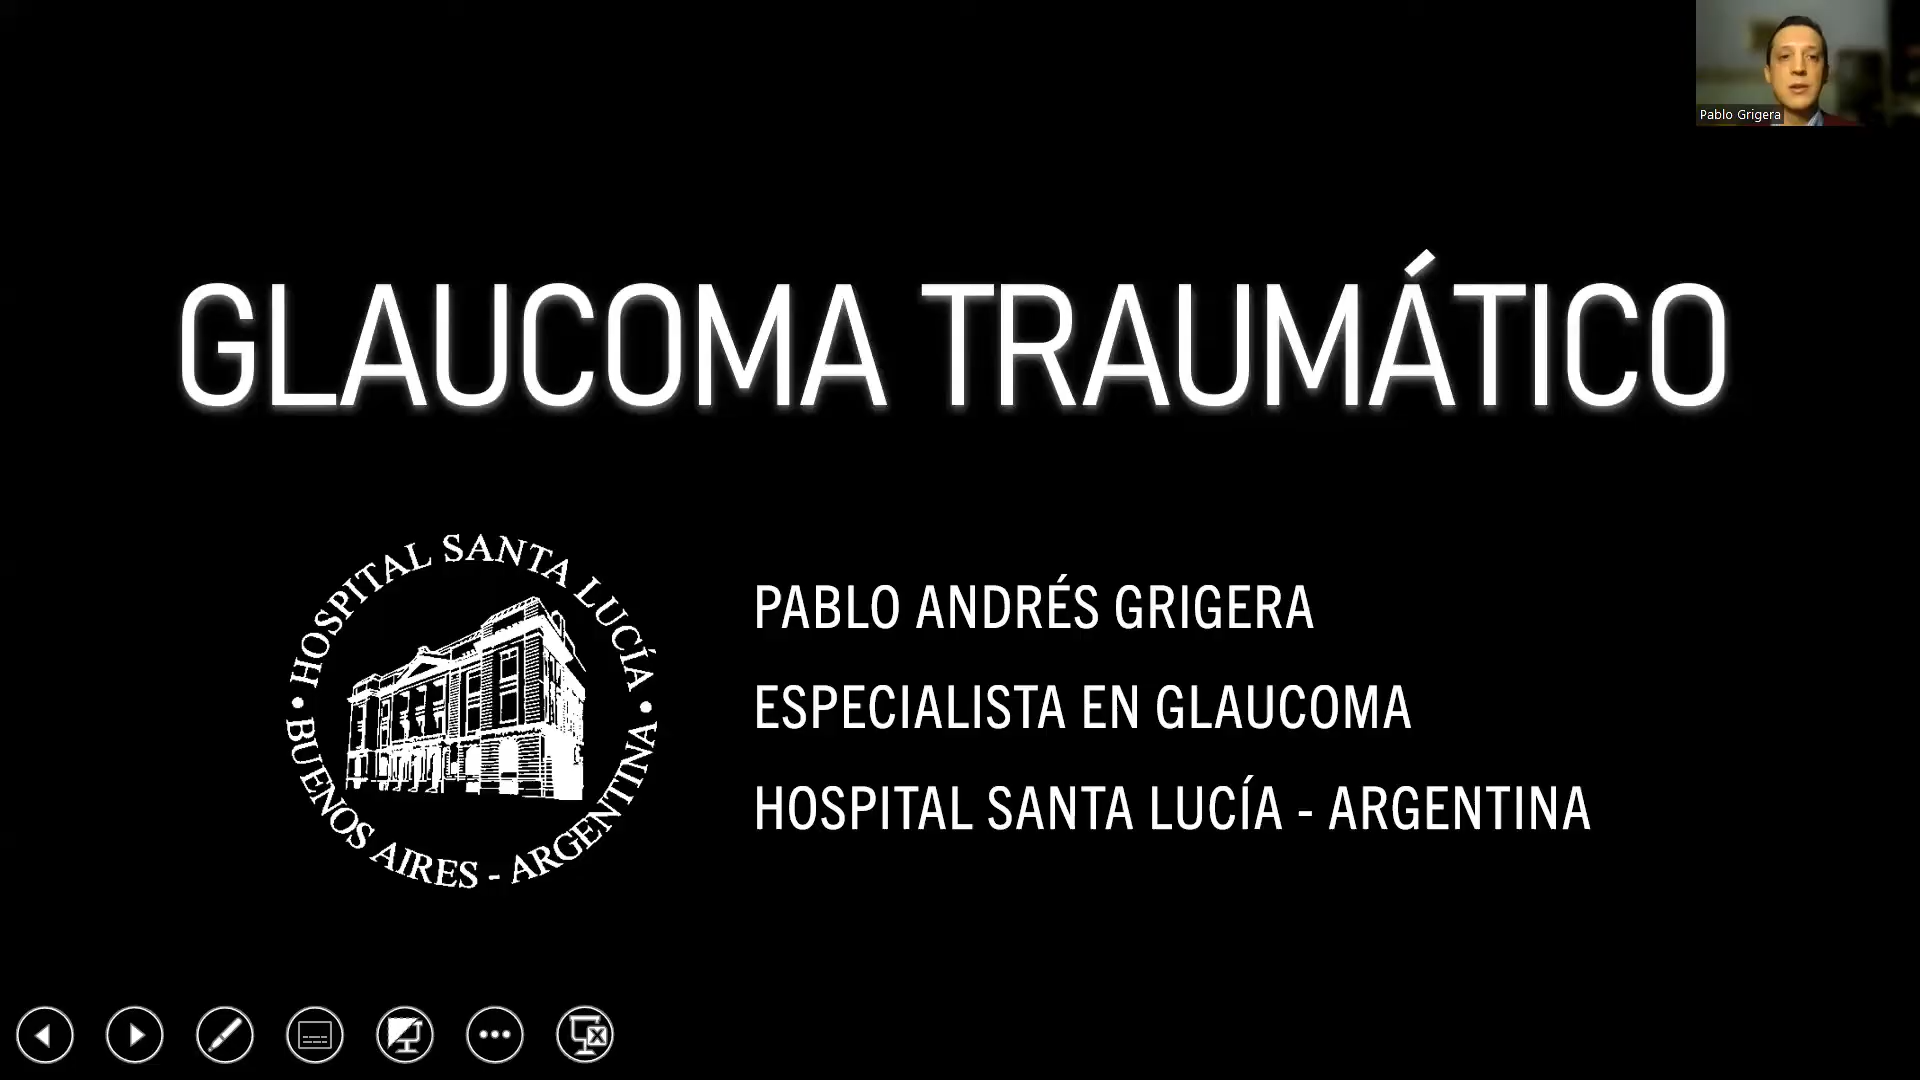 Pablo Grigera
GLAUCOMA TRAUMÁTICO
• HOSPITAL SANTA LUCÍA •
BUENOS AIRES - ARGENTINA
PABLO ANDRÉS GRIGERA
ESPECIALISTA EN GLAUCOMA
HOSPITAL SANTA LUCÍA - ARGENTINA